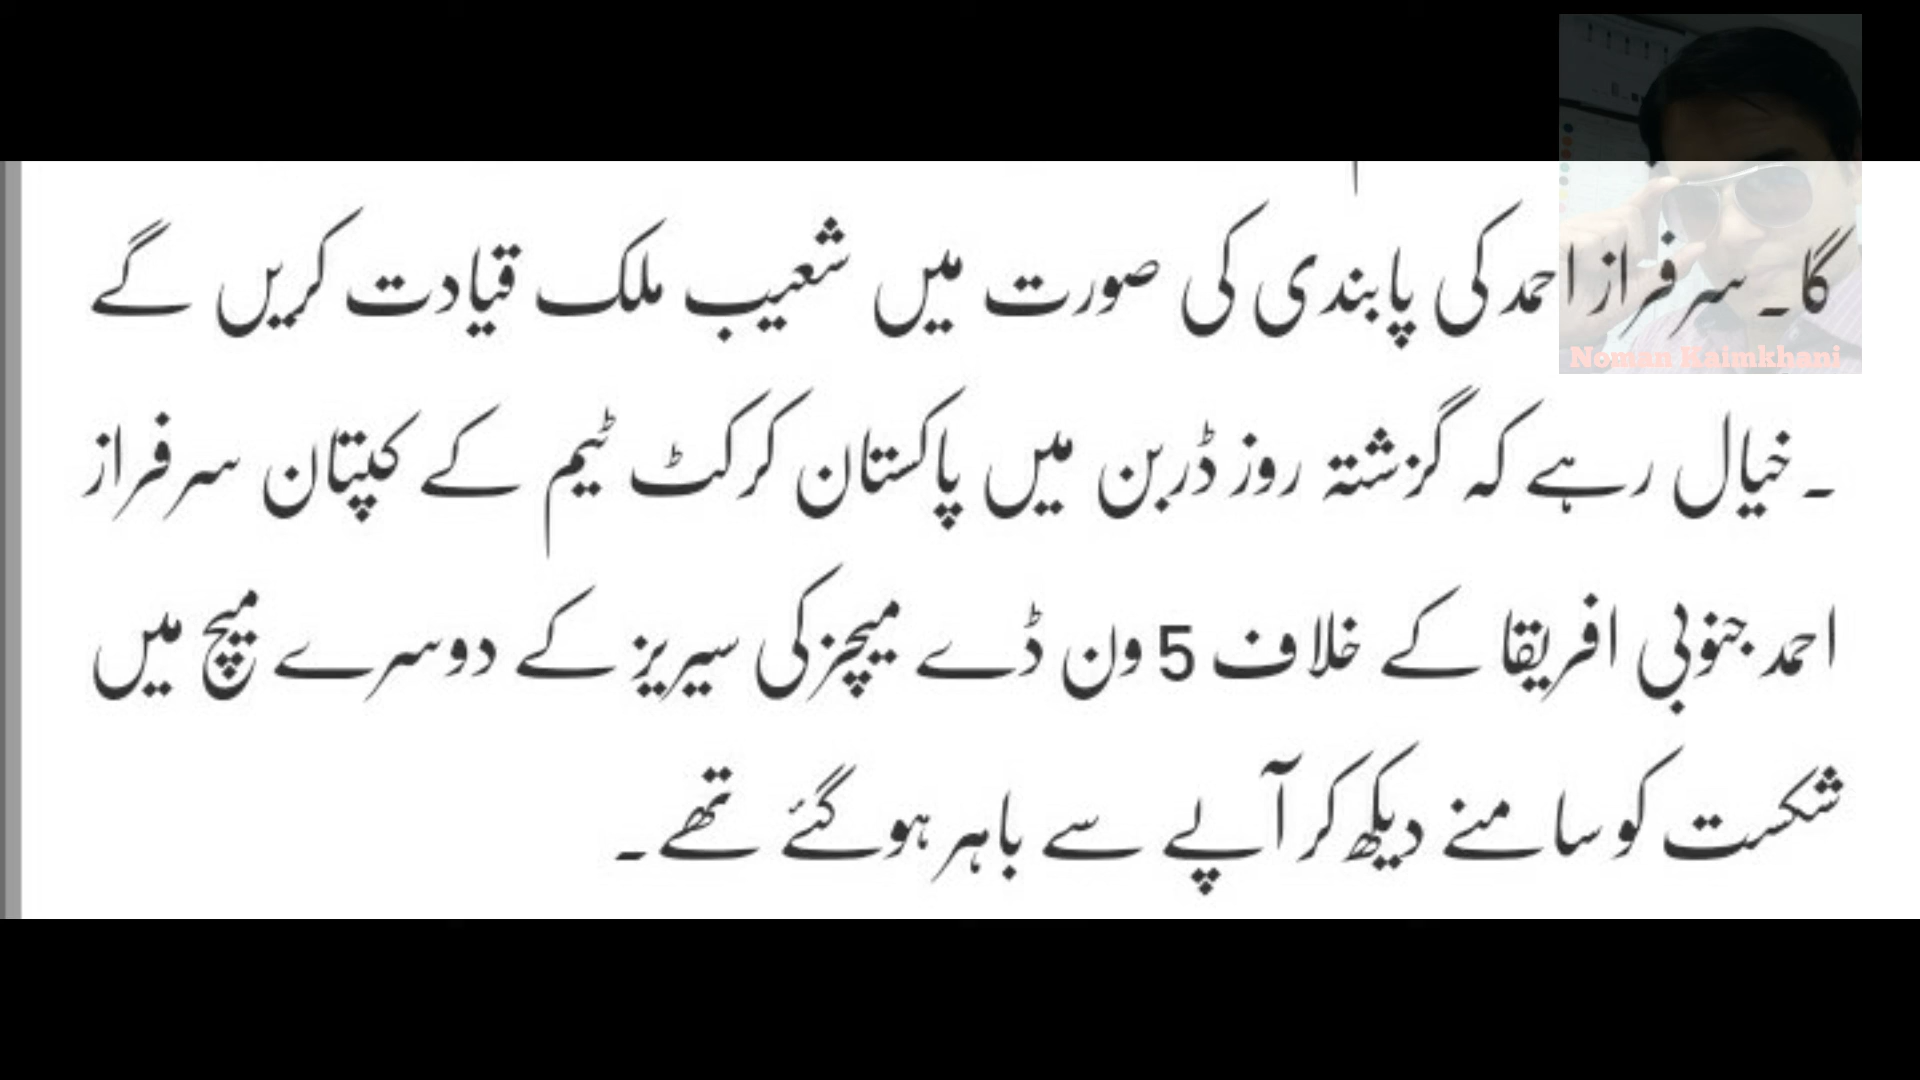 گا۔ سرفراز احمد کی پابندی کی صورت میں شعیب ملک قیادت کریں گے
۔ خیال رہے کہ گزشتہ روز ڈربن میں پاکستان کرکٹ ٹیم کے کپتان سرفراز
احمد جنوبی افریقا کے خلاف 5 ون ڈے میچز کی سیریز کے دوسرے میچ میں
شکست کو سامنے دیکھ کر آپے سے باہر ہوگئے تھے۔
Noman Kaimkhani